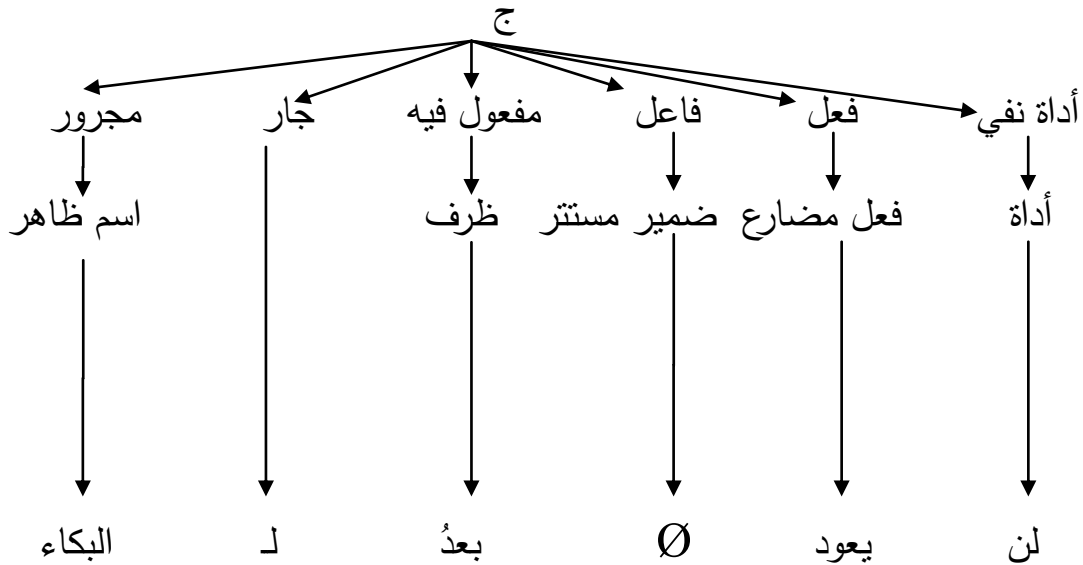 ج
أداة نفي فعل فاعل مفعول فيه جار مجرور
أداة فعل مضارع ضمير مستتر ظرف اسم ظاهر
لن يعود Ø بعدُ لـ البكاء